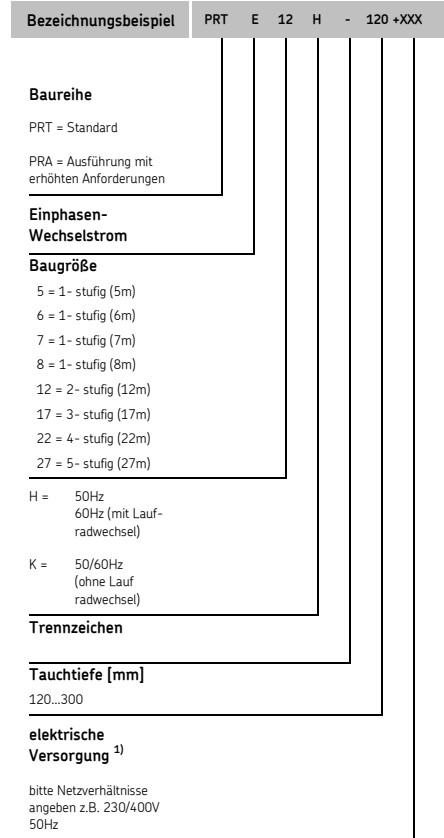 Bezeichnungsbeispiel PRT E 12 H - 120 +XXX
Baureihe
PRT = Standard
PRA = Ausführung mit
erhöhten Anforderungen
Einphasen-
Wechselstrom
Baugröße
5 = 1- stufig (5m)
6 = 1- stufig (6m)
7 = 1- stufig (7m)
8 = 1- stufig (8m)
12 = 2- stufig (12m)
17 = 3- stufig (17m)
22 = 4- stufig (22m)
27 = 5- stufig (27m)
H = 50Hz
60Hz (mit Lauf-
radwechsel)
K = 50/60Hz
(ohne Lauf
radwechsel)
Trennzeichen
Tauchtiefe [mm]
120...300
elektrische
Versorgung 1)
bitte Netzverhältnisse
angeben z.B. 230/400V
50Hz